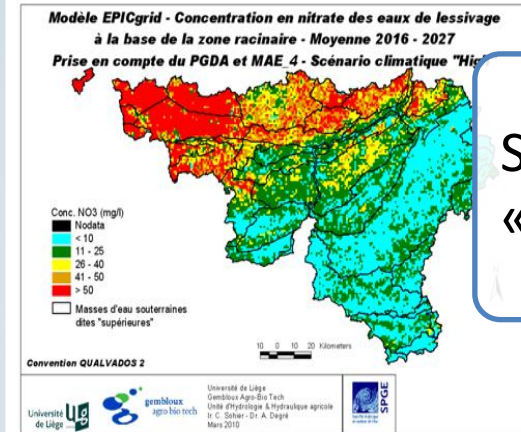 Modèle EPICgrid - Concentration en nitrate des eaux de lessivage
à la base de la zone racinaire - Moyenne 2016 - 2027
Prise en compte du PGDA et MAE_4 - Scénario climatique "Hig
S
«
Conc. NO3 (mg/l)
Nodata
< 10
11 - 25
26 - 40
41 - 50
> 50
Masses d'eau souterraines
dites "supérieures"
10 0 10 20 Kilometers
Convention QUALVADOS 2
Université
de Liège
gembloux
agro bio tech
Université de Liège
Gembloux Agro-Bio Tech
Unité d'Hydrologie & Hydraulique agricole
Ir. C. Sohier - Dr. A. Degré
Mars 2010
SPGE